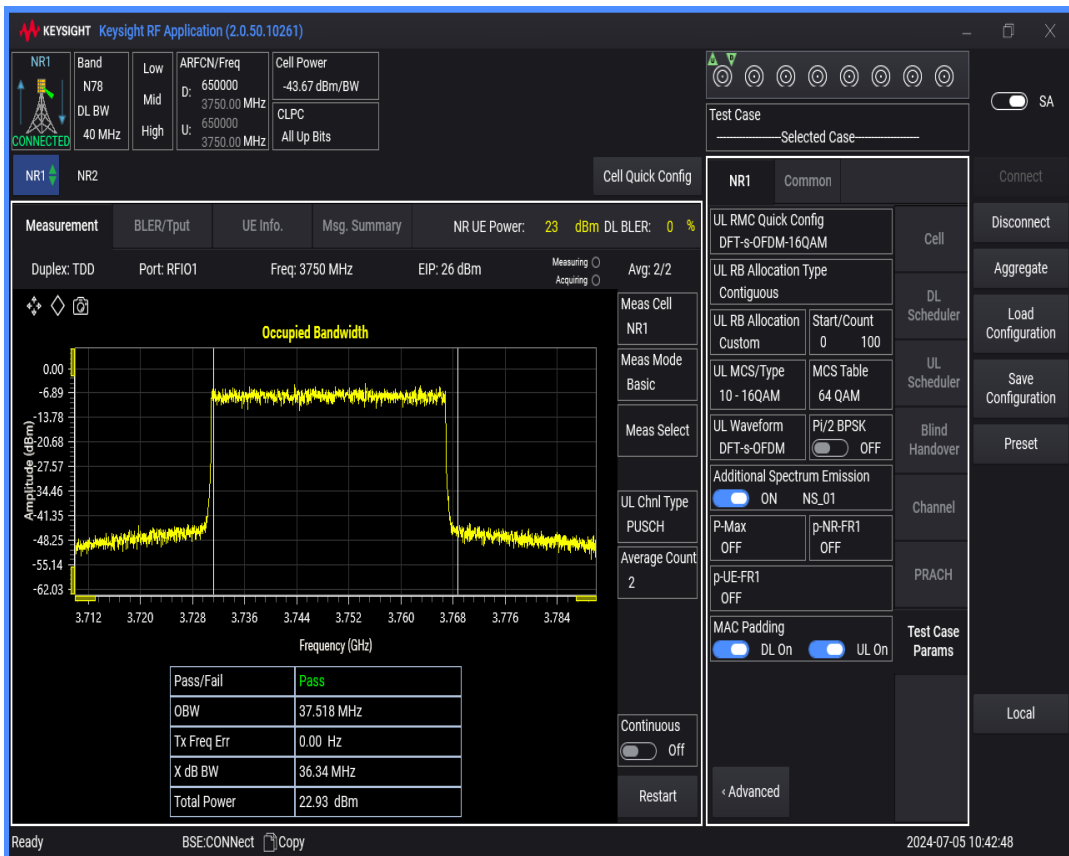 KEYSIGHT Keysight RF Application (2.0.50.10261)
NR1
CONNECTED
Band
N78
DL BW
40 MHz
Low
Mid
High
ARFCN/Freq
D: 650000
3750.00 MHz
U: 650000
3750.00 MHz
Cell Power
-43.67 dBm/BW
CLPC
All Up Bits
Test Case
----------Selected Case----------
SA
NR1 NR2
Cell Quick Config
Measurement BLER/Tput UE Info. Msg. Summary NR UE Power: 23 dBm DL BLER: 0 %
Duplex: TDD Port: RFIO1 Freq: 3750 MHz EIP: 26 dBm Measuring Avg: 2/2
Acquiring
Occupied Bandwidth
Amplitude (dBm)
0.00
-6.89
-13.78
-20.68
-27.57
-34.46
-41.35
-48.25
-55.14
-62.03
3.712 3.720 3.728 3.736 3.744 3.752 3.760 3.768 3.776 3.784
Frequency (GHz)
Pass/Fail Pass
OBW 37.518 MHz
Tx Freq Err 0.00 Hz
X dB BW 36.34 MHz
Total Power 22.93 dBm
Meas Cell
NR1
Meas Mode
Basic
Meas Select
UL Chnl Type
PUSCH
Average Count
2
Continuous
Off
Restart
NR1 Common
UL RMC Quick Config
DFT-s-OFDM-16QAM
UL RB Allocation Type
Contiguous
UL RB Allocation
Custom
Start/Count
0 100
UL MCS/Type
10 - 16QAM
MCS Table
64 QAM
UL Waveform
DFT-s-OFDM
Pi/2 BPSK
OFF
Additional Spectrum Emission
ON NS_01
P-Max
OFF
p-NR-FR1
OFF
p-UE-FR1
OFF
MAC Padding
DL On UL On
‹ Advanced
Cell
DL
Scheduler
UL
Scheduler
Blind
Handover
Channel
PRACH
Test Case
Params
Connect
Disconnect
Aggregate
Load
Configuration
Save
Configuration
Preset
Local
Ready BSE:CONNect Copy 2024-07-05 10:42:48